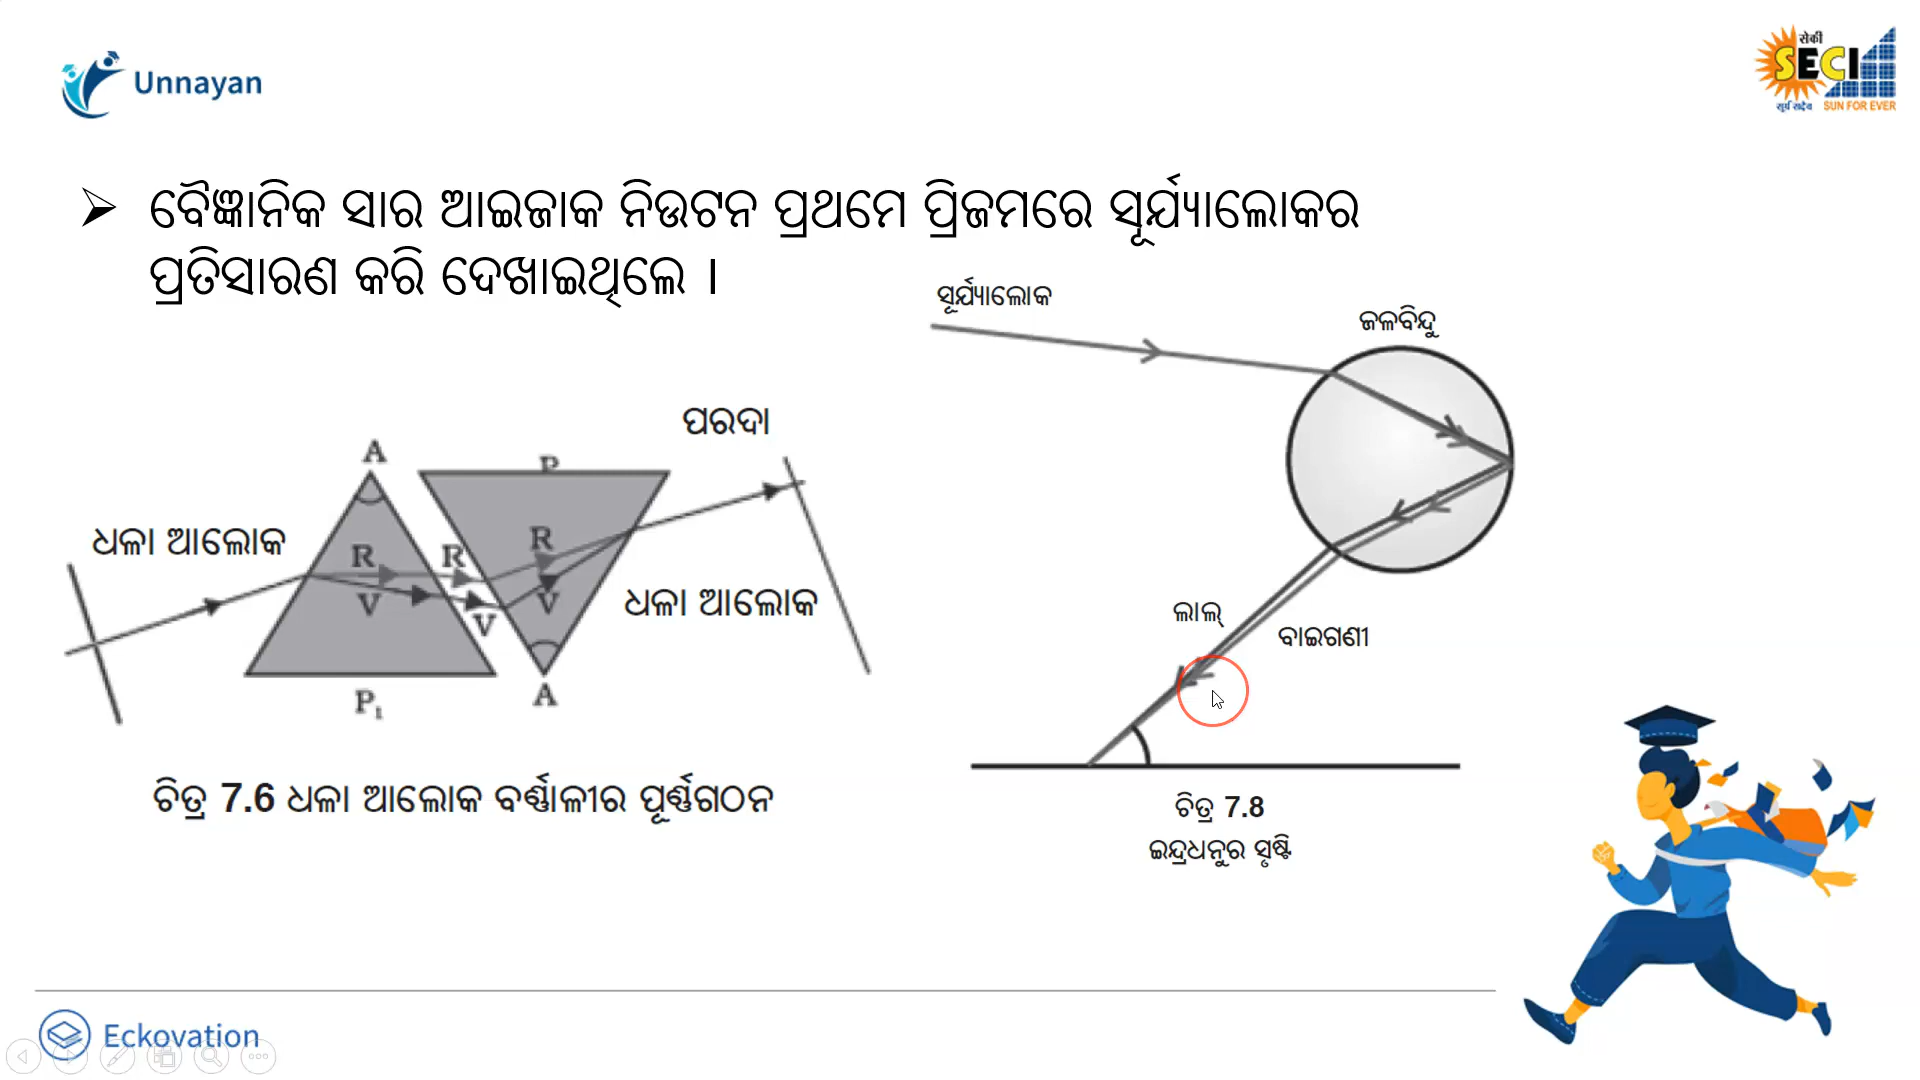 Unnayan
सेकी
SECI
सूर्य सदैव SUN FOR EVER
➢ ବୈଜ୍ଞାନିକ ସାର ଆଇଜାକ ନିଉଟନ ପ୍ରଥମେ ପ୍ରିଜମରେ ସୂର୍ଯ୍ୟାଲୋକର
ପ୍ରତିସାରଣ କରି ଦେଖାଇଥିଲେ ।
ପରଦା
A
P
ଧଳା ଆଲୋକ
R
R
R
V
V
V
ଧଳା ଆଲୋକ
P₁
A
ଚିତ୍ର 7.6 ଧଳା ଆଲୋକ ବର୍ଣ୍ଣାଳୀର ପୂର୍ଣ୍ଣଗଠନ
ସୂର୍ଯ୍ୟାଲୋକ
ଜଳବିନ୍ଦୁ
ଲାଲ୍
ବାଇଗଣୀ
ଚିତ୍ର 7.8
ଇନ୍ଦ୍ରଧନୁର ସୃଷ୍ଟି
Eckovation